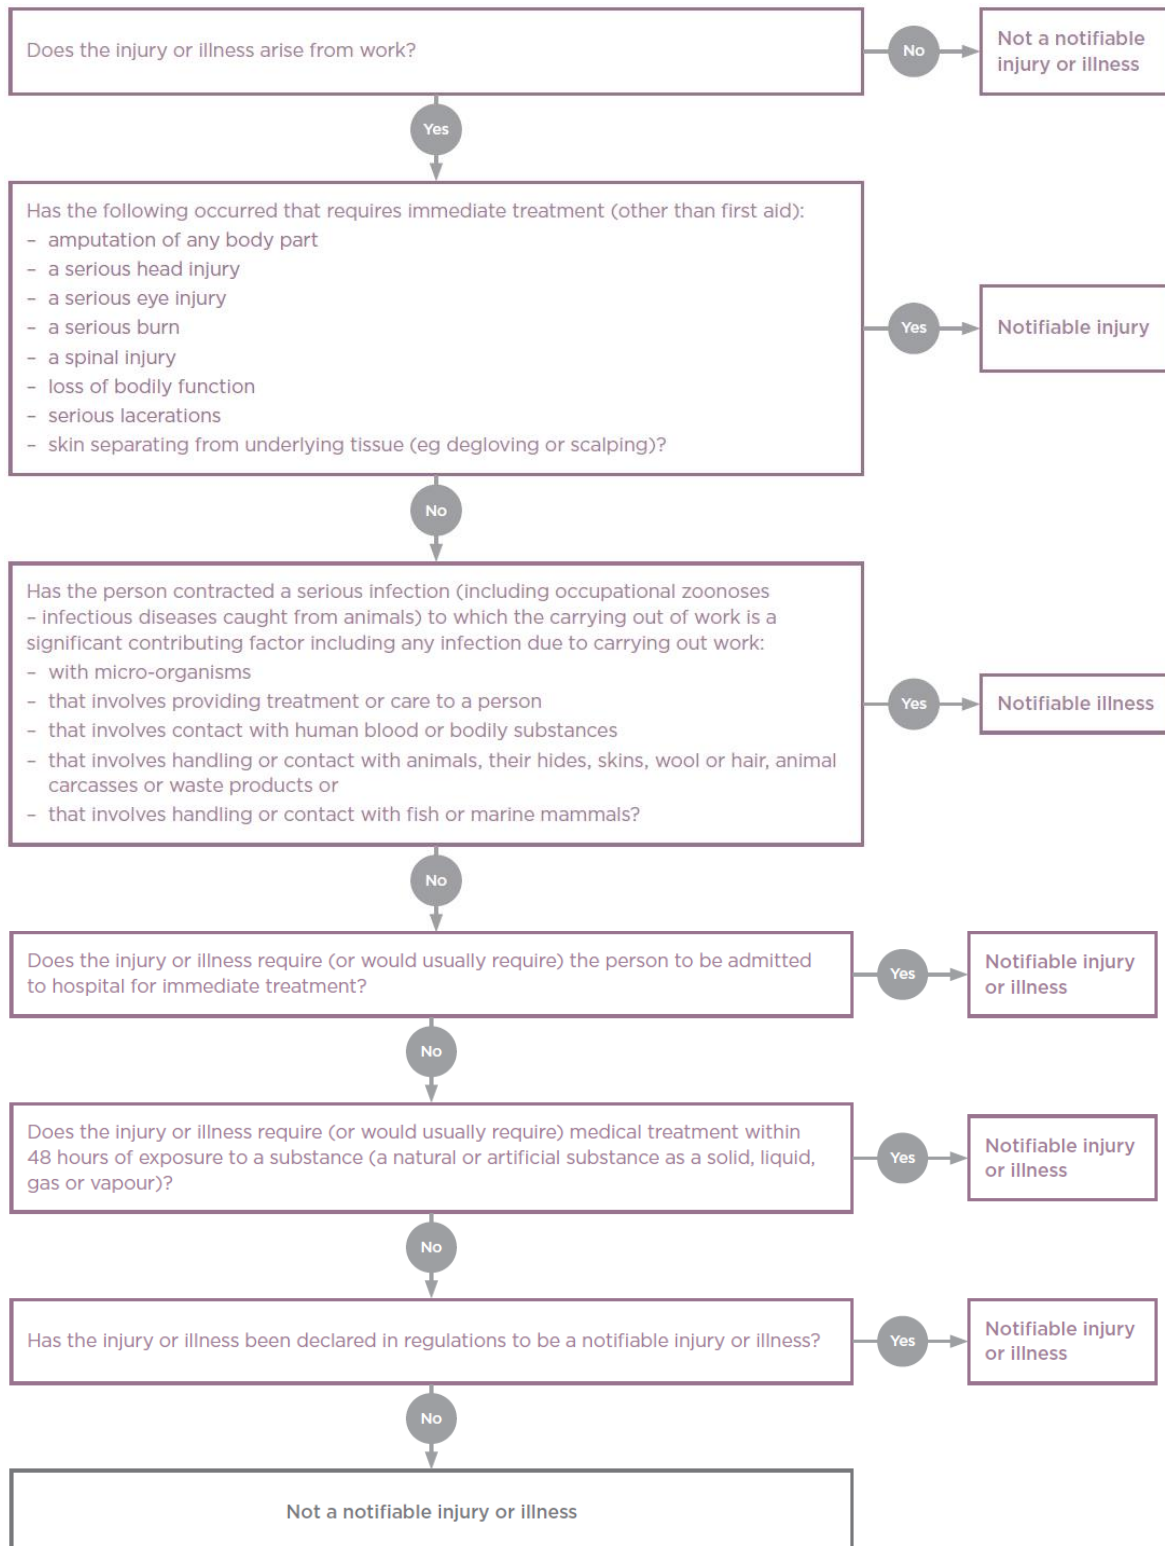 Does the injury or illness arise from work?
No
Not a notifiable
injury or illness
Yes
Has the following occurred that requires immediate treatment (other than first aid):
– amputation of any body part
– a serious head injury
– a serious eye injury
– a serious burn
– a spinal injury
– loss of bodily function
– serious lacerations
– skin separating from underlying tissue (eg degloving or scalping)?
Yes
Notifiable injury
No
Has the person contracted a serious infection (including occupational zoonoses
– infectious diseases caught from animals) to which the carrying out of work is a
significant contributing factor including any infection due to carrying out work:
– with micro-organisms
– that involves providing treatment or care to a person
– that involves contact with human blood or bodily substances
– that involves handling or contact with animals, their hides, skins, wool or hair, animal
carcasses or waste products or
– that involves handling or contact with fish or marine mammals?
Yes
Notifiable illness
No
Does the injury or illness require (or would usually require) the person to be admitted
to hospital for immediate treatment?
Yes
Notifiable injury
or illness
No
Does the injury or illness require (or would usually require) medical treatment within
48 hours of exposure to a substance (a natural or artificial substance as a solid, liquid,
gas or vapour)?
Yes
Notifiable injury
or illness
No
Has the injury or illness been declared in regulations to be a notifiable injury or illness?
Yes
Notifiable injury
or illness
No
Not a notifiable injury or illness